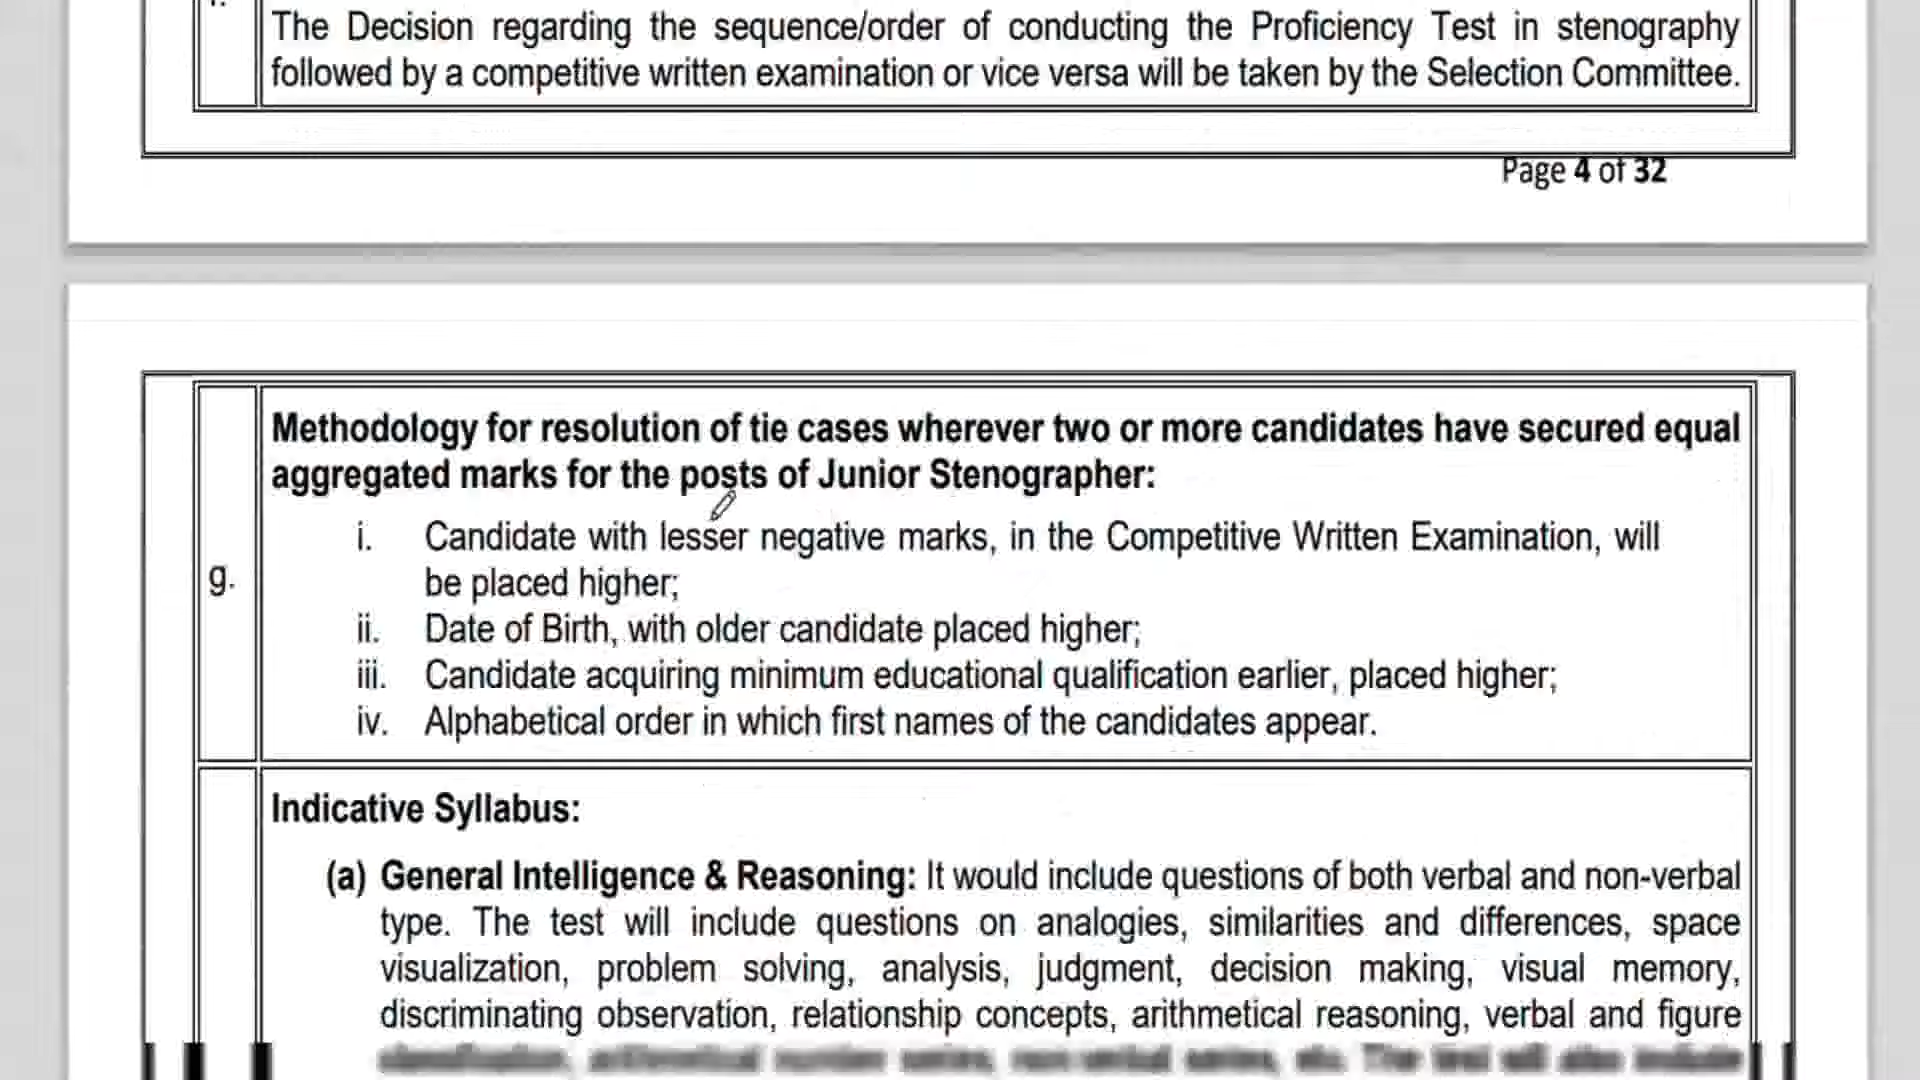 The Decision regarding the sequence/order of conducting the Proficiency Test in stenography
followed by a competitive written examination or vice versa will be taken by the Selection Committee.
Page 4 of 32
Methodology for resolution of tie cases wherever two or more candidates have secured equal
aggregated marks for the posts of Junior Stenographer:
i. Candidate with lesser negative marks, in the Competitive Written Examination, will
be placed higher;
g.
ii. Date of Birth, with older candidate placed higher;
iii. Candidate acquiring minimum educational qualification earlier, placed higher;
iv. Alphabetical order in which first names of the candidates appear.
Indicative Syllabus:
(a) General Intelligence & Reasoning: It would include questions of both verbal and non-verbal
type. The test will include questions on analogies, similarities and differences, space
visualization, problem solving, analysis, judgment, decision making, visual memory,
discriminating observation, relationship concepts, arithmetical reasoning, verbal and figure